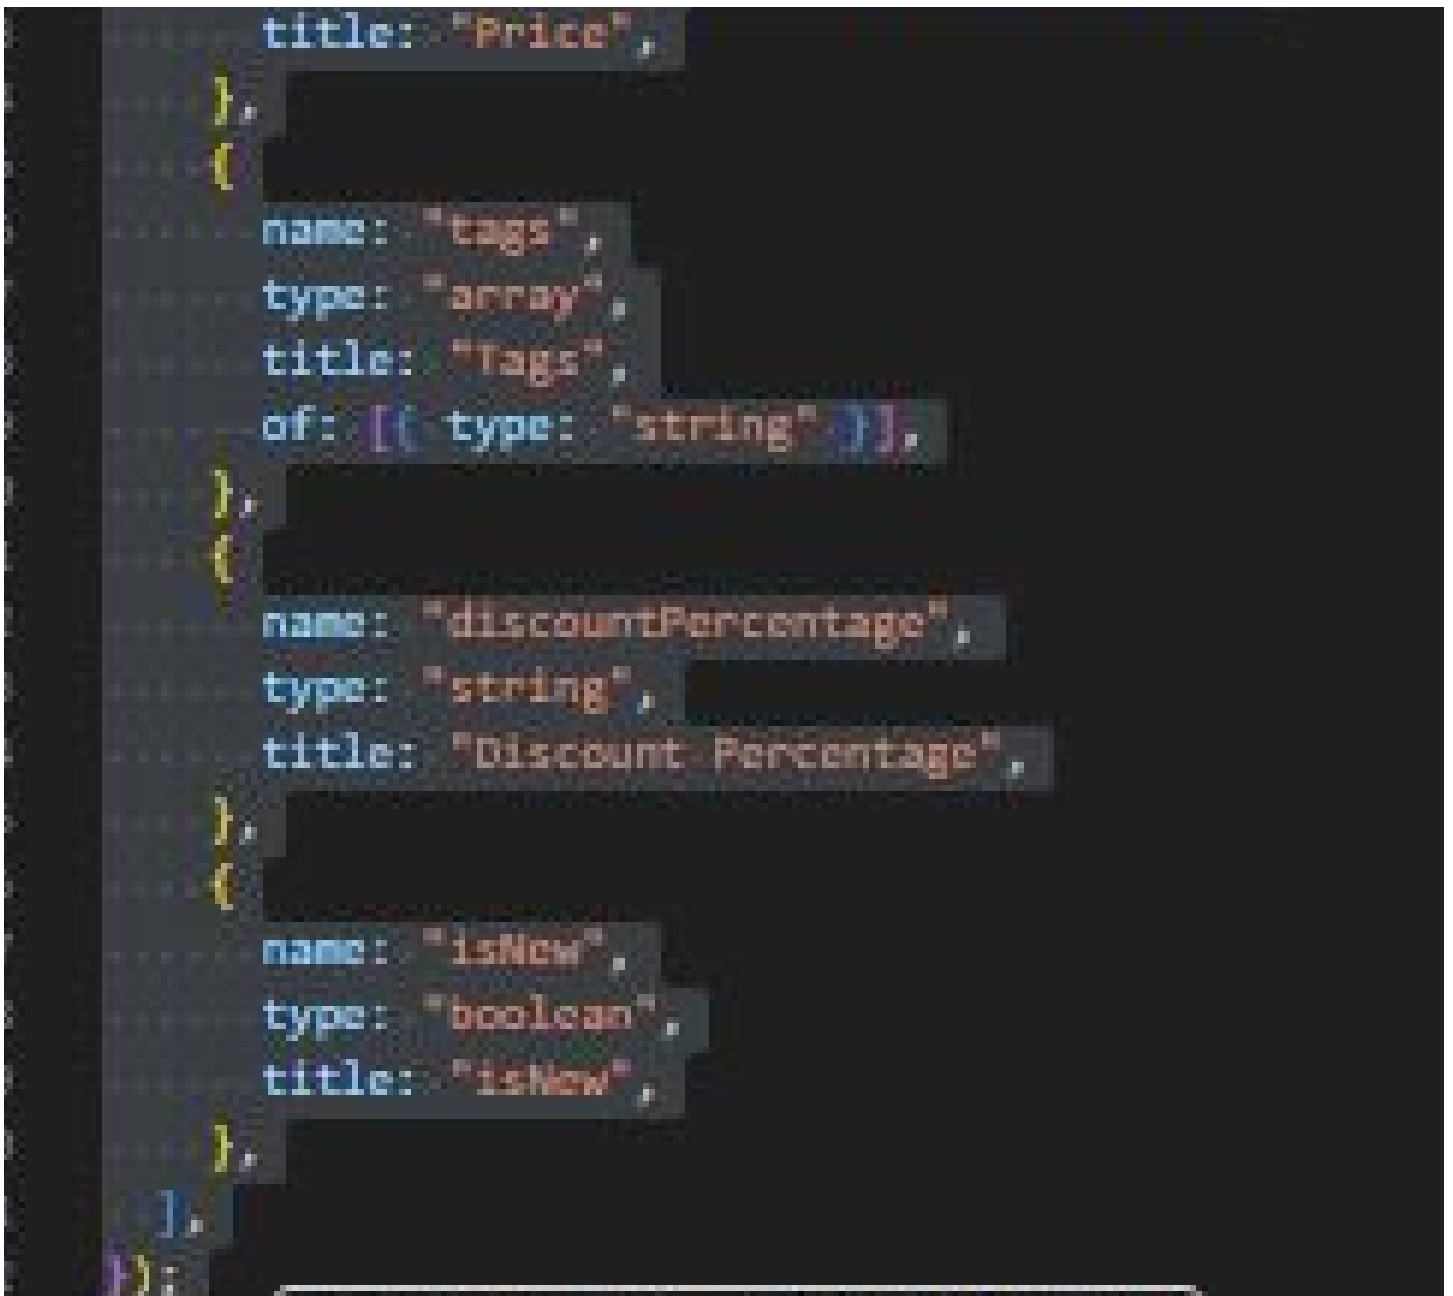 title: "Price",
},
{
name: "tags",
type: "array",
title: "Tags",
of: [{ type: "string" }],
},
{
name: "discountPercentage",
type: "string",
title: "Discount Percentage",
},
{
name: "isNew",
type: "boolean",
title: "isNew",
},
],
});